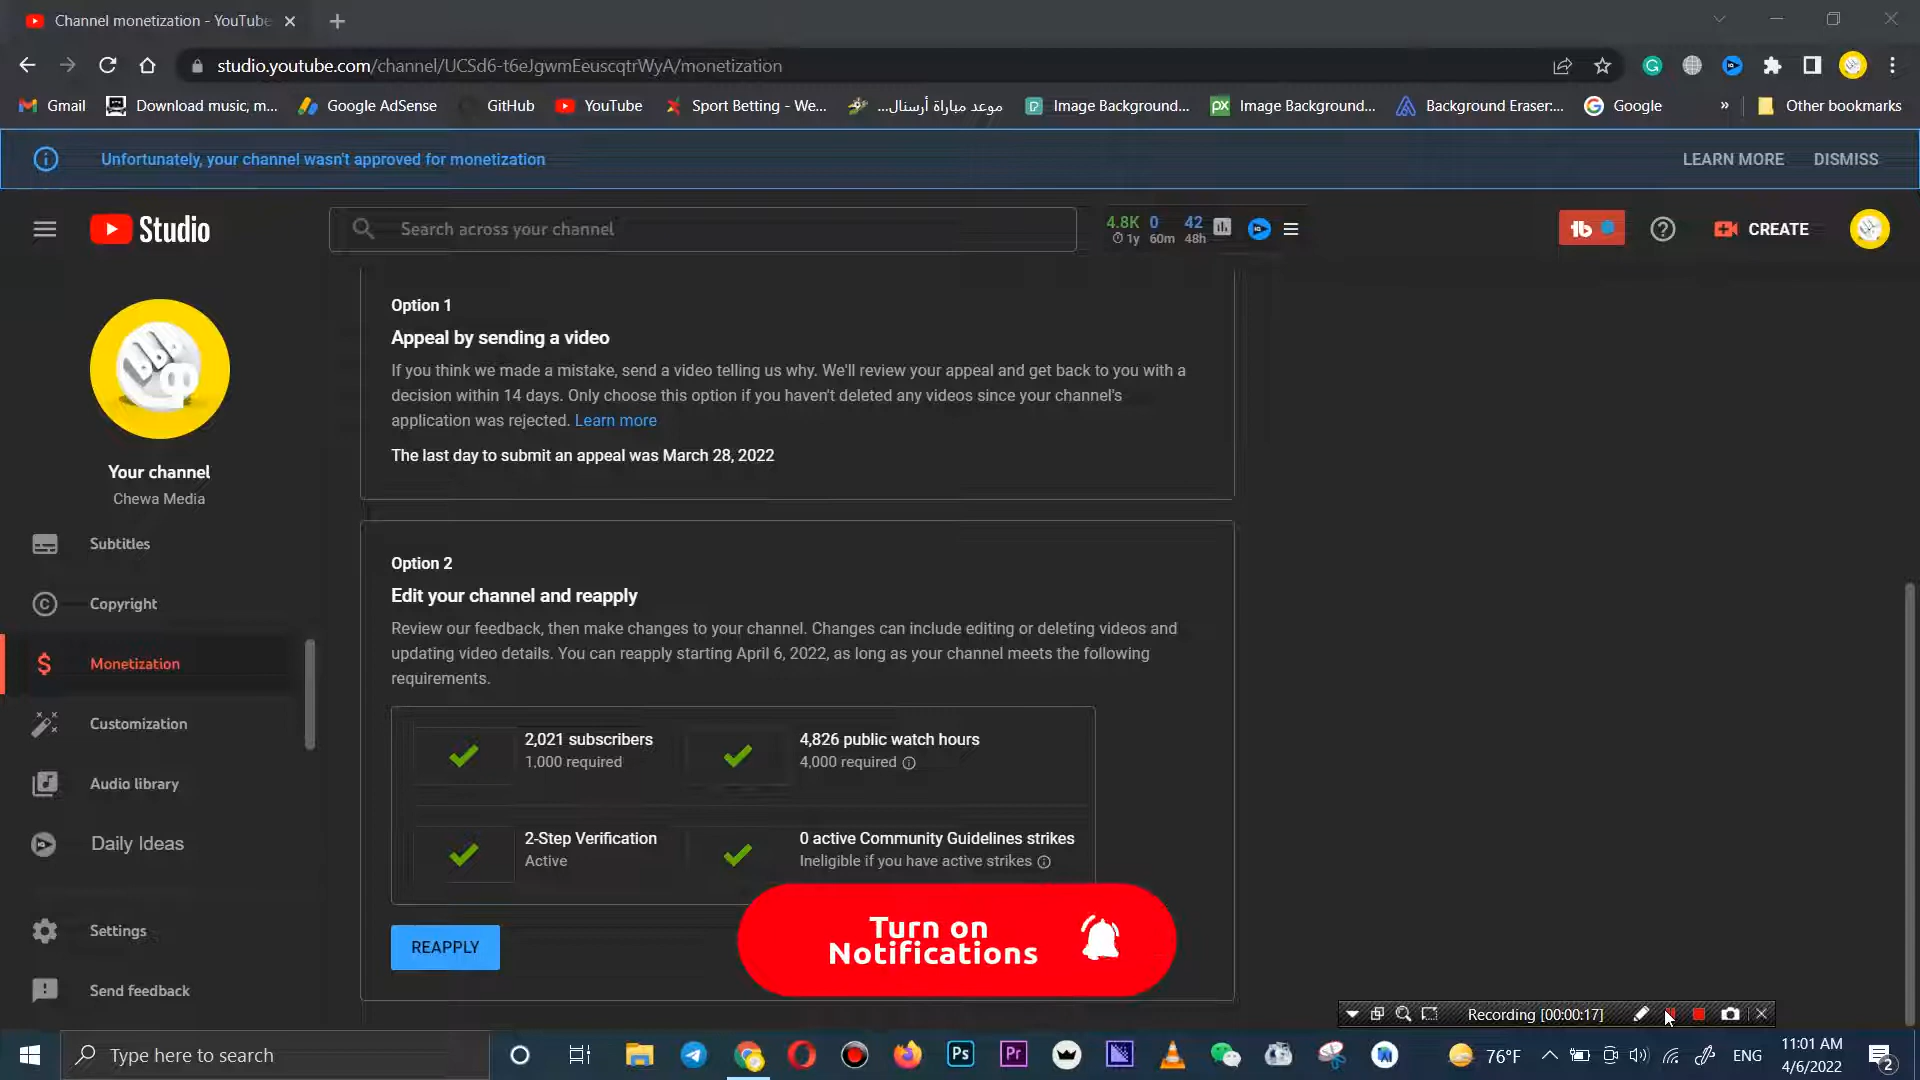 Channel monetization - YouTube
studio.youtube.com/channel/UCSd6-t6eJgwmEeuscqtrWyA/monetization
Gmail
Download music, m...
Google AdSense
GitHub
YouTube
Sport Betting - We...
موعد مباراة أرسنال...
Image Background...
Image Background...
Background Eraser:...
Google
»
Other bookmarks
Unfortunately, your channel wasn't approved for monetization
LEARN MORE
DISMISS
Studio
Search across your channel
4.8K 0 42
1y 60m 48h
CREATE
Option 1
Appeal by sending a video
If you think we made a mistake, send a video telling us why. We'll review your appeal and get back to you with a
decision within 14 days. Only choose this option if you haven't deleted any videos since your channel's
application was rejected. Learn more
The last day to submit an appeal was March 28, 2022
Your channel
Chewa Media
Subtitles
Copyright
Monetization
Customization
Audio library
Daily Ideas
Settings
Send feedback
Option 2
Edit your channel and reapply
Review our feedback, then make changes to your channel. Changes can include editing or deleting videos and
updating video details. You can reapply starting April 6, 2022, as long as your channel meets the following
requirements.
2,021 subscribers
1,000 required
4,826 public watch hours
4,000 required
2-Step Verification
Active
0 active Community Guidelines strikes
Ineligible if you have active strikes
REAPPLY
Turn on
Notifications
Recording [00:00:17]
Type here to search
Ps
Pr
76°F
ENG
11:01 AM
4/6/2022
2